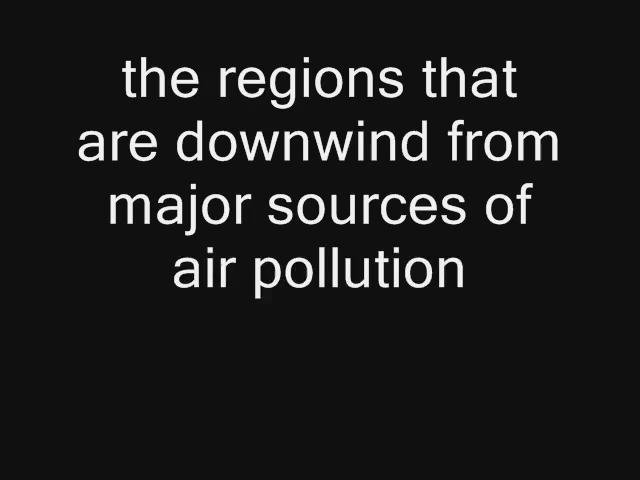 the regions that
are downwind from
major sources of
air pollution